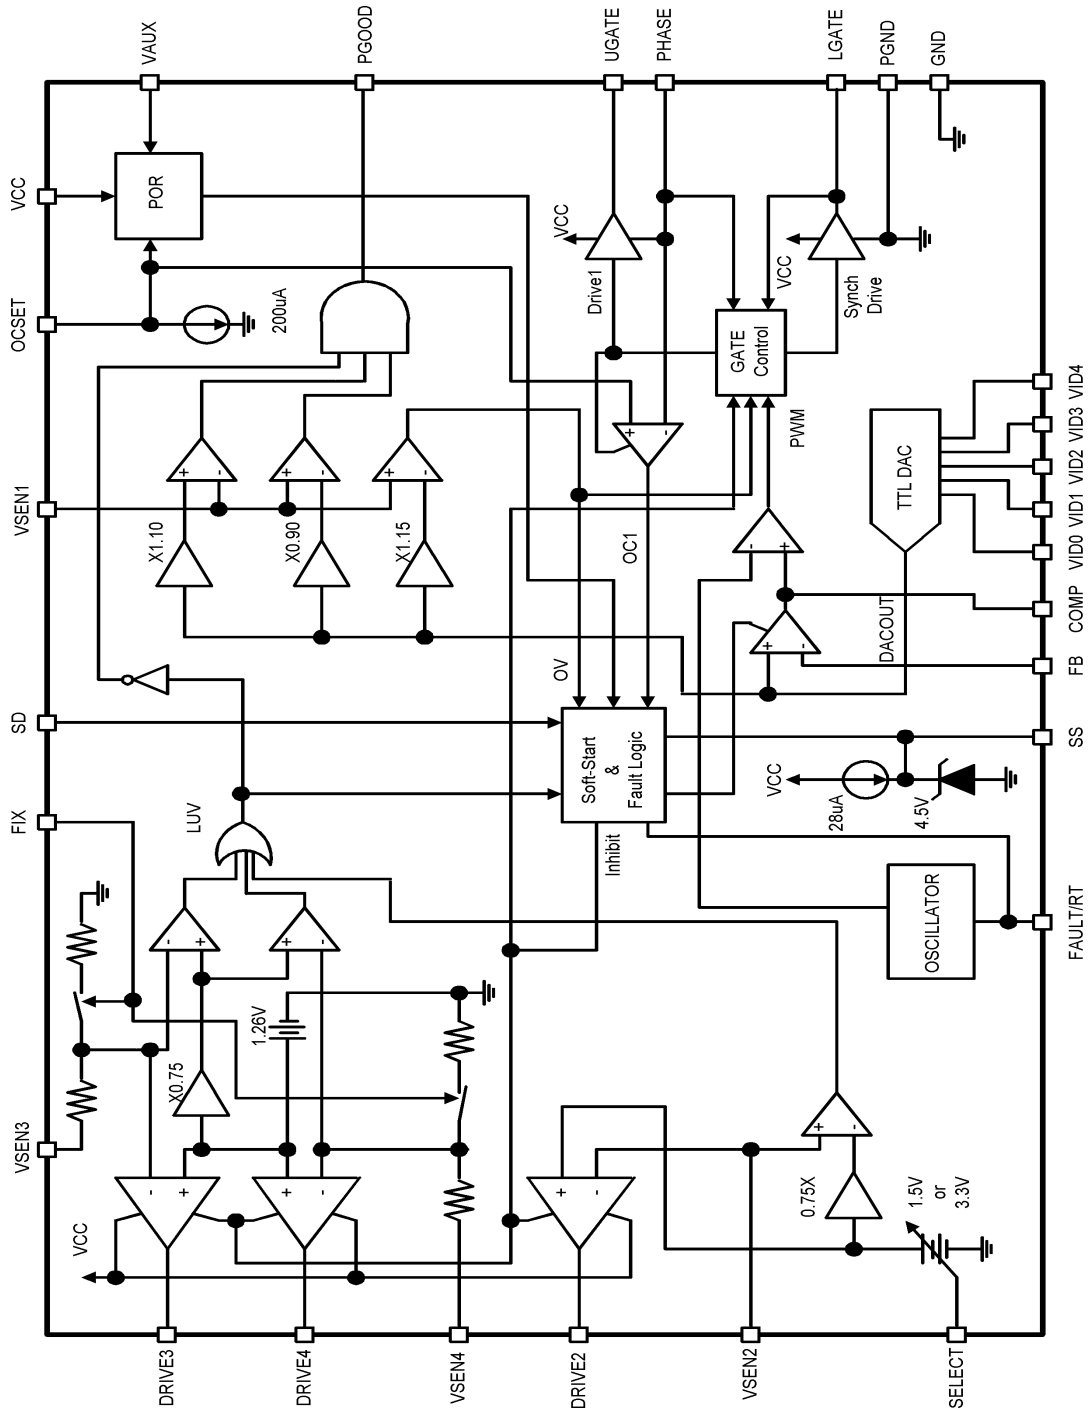 VAUX
PGOOD
UGATE
PHASE
LGATE
PGND
GND
VCC
OCSET
VSEN1
SD
FIX
VSEN3
POR
200uA
VCC
Drive1
VCC
Synch
Drive
GATE
Control
PWM
+
-
+
-
-
+
+
-
X1.10
X0.90
X1.15
OC1
-
+
TTL DAC
VID0
VID1
VID2
VID3
VID4
COMP
FB
SS
FAULT/RT
DACOUT
+
-
OV
Soft-Start
&
Fault Logic
Inhibit
LUV
VCC
28uA
4.5V
OSCILLATOR
-
+
+
-
1.26V
X0.75
-
+
+
-
+
-
+
-
0.75X
1.5V
or
3.3V
VCC
DRIVE3
DRIVE4
VSEN4
DRIVE2
VSEN2
SELECT